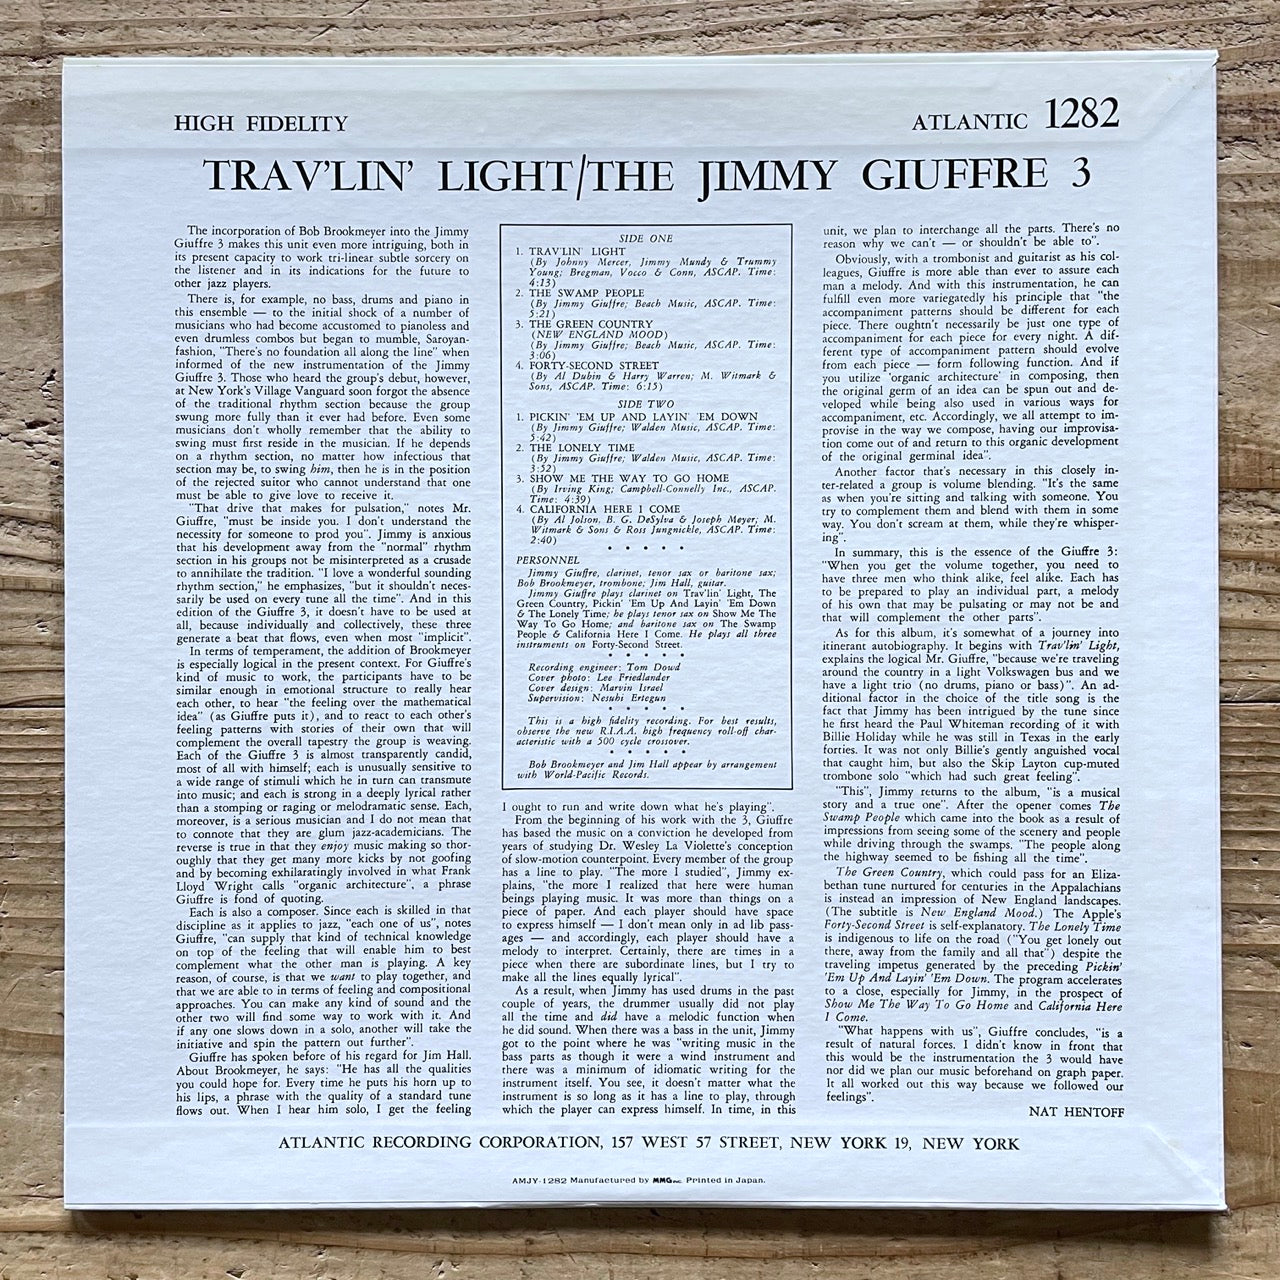 HIGH FIDELITY
ATLANTIC 1282
TRAV'LIN' LIGHT/THE JIMMY GIUFFRE 3
The incorporation of Bob Brookmeyer into the Jimmy
Giuffre 3 makes this unit even more intriguing, both in
its present capacity to work tri-linear subtle sorcery on
the listener and in its indications for the future to
other jazz players.
There is, for example, no bass, drums and piano in
this ensemble — to the initial shock of a number of
musicians who had become accustomed to pianoless and
even drumless combos but began to mumble, Saroyan-
fashion, "There's no foundation all along the line" when
informed of the new instrumentation of the Jimmy
Giuffre 3. Those who heard the group's debut, however,
at New York's Village Vanguard soon forgot the absence
of the traditional rhythm section because the group
swung more fully than it ever had before. Even some
musicians don't wholly remember that the ability to
swing must first reside in the musician. If he depends
on a rhythm section, no matter how infectious that
section may be, to swing him, then he is in the position
of the rejected suitor who cannot understand that one
must be able to give love to receive it.
"That drive that makes for pulsation," notes Mr.
Giuffre, "must be inside you. I don't understand the
necessity for someone to prod you". Jimmy is anxious
that his development away from the "normal" rhythm
section in his groups not be misinterpreted as a crusade
to annihilate the tradition. "I love a wonderful sounding
rhythm section," he emphasizes, "but it shouldn't neces-
sarily be used on every tune all the time". And in this
edition of the Giuffre 3, it doesn't have to be used at
all, because individually and collectively, these three
generate a beat that flows, even when most "implicit".
In terms of temperament, the addition of Brookmeyer
is especially logical in the present context. For Giuffre's
kind of music to work, the participants have to be
similar enough in emotional structure to really hear
each other, to hear "the feeling over the mathematical
idea" (as Giuffre puts it), and to react to each other's
feeling patterns with stories of their own that will
complement the overall tapestry the group is weaving.
Each of the Giuffre 3 is almost transparently candid,
most of all with himself; each is unusually sensitive to
a wide range of stimuli which he in turn can transmute
into music; and each is strong in a deeply lyrical rather
than a stomping or raging or melodramatic sense. Each,
moreover, is a serious musician and I do not mean that
to connote that they are glum jazz-academicians. The
reverse is true in that they enjoy music making so thor-
oughly that they get many more kicks by not goofing
and by becoming exhilaratingly involved in what Frank
Lloyd Wright calls "organic architecture", a phrase
Giuffre is fond of quoting.
Each is also a composer. Since each is skilled in that
discipline as it applies to jazz, "each one of us", notes
Giuffre, "can supply that kind of technical knowledge
on top of the feeling that will enable him to best
complement what the other man is playing. A key
reason, of course, is that we want to play together, and
that we are able to in terms of feeling and compositional
approaches. You can make any kind of sound and the
other two will find some way to work with it. And
if any one slows down in a solo, another will take the
initiative and spin the pattern out further".
Giuffre has spoken before of his regard for Jim Hall.
About Brookmeyer, he says: "He has all the qualities
you could hope for. Every time he puts his horn up to
his lips, a phrase with the quality of a standard tune
flows out. When I hear him solo, I get the feeling
SIDE ONE
1. TRAV'LIN' LIGHT
(By Johnny Mercer, Jimmy Mundy & Trummy
Young; Bregman, Vocco & Conn, ASCAP. Time:
4:13)
2. THE SWAMP PEOPLE
(By Jimmy Giuffre; Beach Music, ASCAP. Time:
5:21)
3. THE GREEN COUNTRY
(NEW ENGLAND MOOD)
(By Jimmy Giuffre; Beach Music, ASCAP. Time:
3:06)
4. FORTY-SECOND STREET
(By Al Dubin & Harry Warren; M. Witmark &
Sons, ASCAP. Time: 6:15)
SIDE TWO
1. PICKIN' 'EM UP AND LAYIN' 'EM DOWN
(By Jimmy Giuffre; Walden Music, ASCAP. Time:
5:42)
2. THE LONELY TIME
(By Jimmy Giuffre; Walden Music, ASCAP. Time:
3:52)
3. SHOW ME THE WAY TO GO HOME
(By Irving King; Campbell-Connelly Inc., ASCAP.
Time: 4:39)
4. CALIFORNIA HERE I COME
(By Al Jolson, B. G. DeSylva & Joseph Meyer; M.
Witmark & Sons & Ross Jungnickle, ASCAP. Time:
2:40)
PERSONNEL
Jimmy Giuffre, clarinet, tenor sax or baritone sax;
Bob Brookmeyer, trombone; Jim Hall, guitar.
Jimmy Giuffre plays clarinet on Trav'lin' Light, The
Green Country, Pickin' 'Em Up And Layin' 'Em Down
& The Lonely Time; he plays tenor sax on Show Me The
Way To Go Home; and baritone sax on The Swamp
People & California Here I Come. He plays all three
instruments on Forty-Second Street.
Recording engineer: Tom Dowd
Cover photo: Lee Friedlander
Cover design: Marvin Israel
Supervision: Nesuhi Ertegun
This is a high fidelity recording. For best results,
observe the new R.I.A.A. high frequency roll-off char-
acteristic with a 500 cycle crossover.
Bob Brookmeyer and Jim Hall appear by arrangement
with World-Pacific Records.
I ought to run and write down what he's playing".
From the beginning of his work with the 3, Giuffre
has based the music on a conviction he developed from
years of studying Dr. Wesley La Violette's conception
of slow-motion counterpoint. Every member of the group
has a line to play. "The more I studied", Jimmy ex-
plains, "the more I realized that here were human
beings playing music. It was more than things on a
piece of paper. And each player should have space
to express himself — I don't mean only in ad lib pass-
ages — and accordingly, each player should have a
melody to interpret. Certainly, there are times in a
piece when there are subordinate lines, but I try to
make all the lines equally lyrical".
As a result, when Jimmy has used drums in the past
couple of years, the drummer usually did not play
all the time and did have a melodic function when
he did sound. When there was a bass in the unit, Jimmy
got to the point where he was "writing music in the
bass parts as though it were a wind instrument and
there was a minimum of idiomatic writing for the
instrument itself. You see, it doesn't matter what the
instrument is so long as it has a line to play, through
which the player can express himself. In time, in this
unit, we plan to interchange all the parts. There's no
reason why we can't — or shouldn't be able to".
Obviously, with a trombonist and guitarist as his col-
leagues, Giuffre is more able than ever to assure each
man a melody. And with this instrumentation, he can
fulfill even more variegatedly his principle that "the
accompaniment patterns should be different for each
piece. There oughtn't necessarily be just one type of
accompaniment for each piece for every night. A dif-
ferent type of accompaniment pattern should evolve
from each piece — form following function. And if
you utilize 'organic architecture' in composing, then
the original germ of an idea can be spun out and de-
veloped while being also used in various ways for
accompaniment, etc. Accordingly, we all attempt to im-
provise in the way we compose, having our improvisa-
tion come out of and return to this organic development
of the original germinal idea".
Another factor that's necessary in this closely in-
ter-related a group is volume blending. "It's the same
as when you're sitting and talking with someone. You
try to complement them and blend with them in some
way. You don't scream at them, while they're whisper-
ing".
In summary, this is the essence of the Giuffre 3:
"When you get the volume together, you need to
have three men who think alike, feel alike. Each has
to be prepared to play an individual part, a melody
of his own that may be pulsating or may not be and
that will complement the other parts".
As for this album, it's somewhat of a journey into
itinerant autobiography. It begins with Trav'lin' Light,
explains the logical Mr. Giuffre, "because we're traveling
around the country in a light Volkswagen bus and we
have a light trio (no drums, piano or bass)". An ad-
ditional factor in the choice of the title song is the
fact that Jimmy has been intrigued by the tune since
he first heard the Paul Whiteman recording of it with
Billie Holiday while he was still in Texas in the early
forties. It was not only Billie's gently anguished vocal
that caught him, but also the Skip Layton cup-muted
trombone solo "which had such great feeling".
"This", Jimmy returns to the album, "is a musical
story and a true one". After the opener comes The
Swamp People which came into the book as a result of
impressions from seeing some of the scenery and people
while driving through the swamps. "The people along
the highway seemed to be fishing all the time".
The Green Country, which could pass for an Eliza-
bethan tune nurtured for centuries in the Appalachians
is instead an impression of New England landscapes.
(The subtitle is New England Mood.) The Apple's
Forty-Second Street is self-explanatory. The Lonely Time
is indigenous to life on the road ("You get lonely out
there, away from the family and all that") despite the
traveling impetus generated by the preceding Pickin'
'Em Up And Layin' 'Em Down. The program accelerates
to a close, especially for Jimmy, in the prospect of
Show Me The Way To Go Home and California Here
I Come.
"What happens with us", Giuffre concludes, "is a
result of natural forces. I didn't know in front that
this would be the instrumentation the 3 would have
nor did we plan our music beforehand on graph paper.
It all worked out this way because we followed our
feelings".
NAT HENTOFF
ATLANTIC RECORDING CORPORATION, 157 WEST 57 STREET, NEW YORK 19, NEW YORK
AMJY-1282 Manufactured by MMG inc. Printed in Japan.